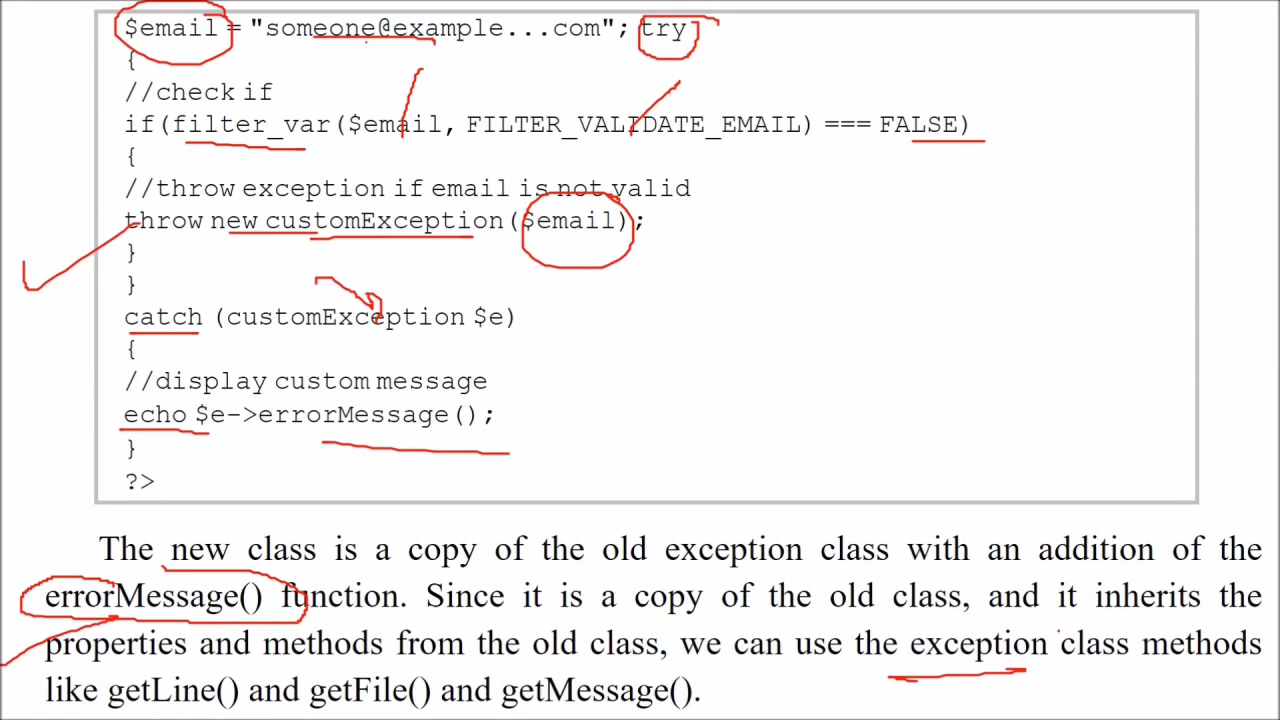 $email = "someone@example...com"; try
{
//check if
if(filter_var($email, FILTER_VALIDATE_EMAIL) === FALSE)
{
//throw exception if email is not valid
throw new customException($email);
}
}
catch (customException $e)
{
//display custom message
echo $e->errorMessage();
}
?>
The new class is a copy of the old exception class with an addition of the
errorMessage() function. Since it is a copy of the old class, and it inherits the
properties and methods from the old class, we can use the exception class methods
like getLine() and getFile() and getMessage().